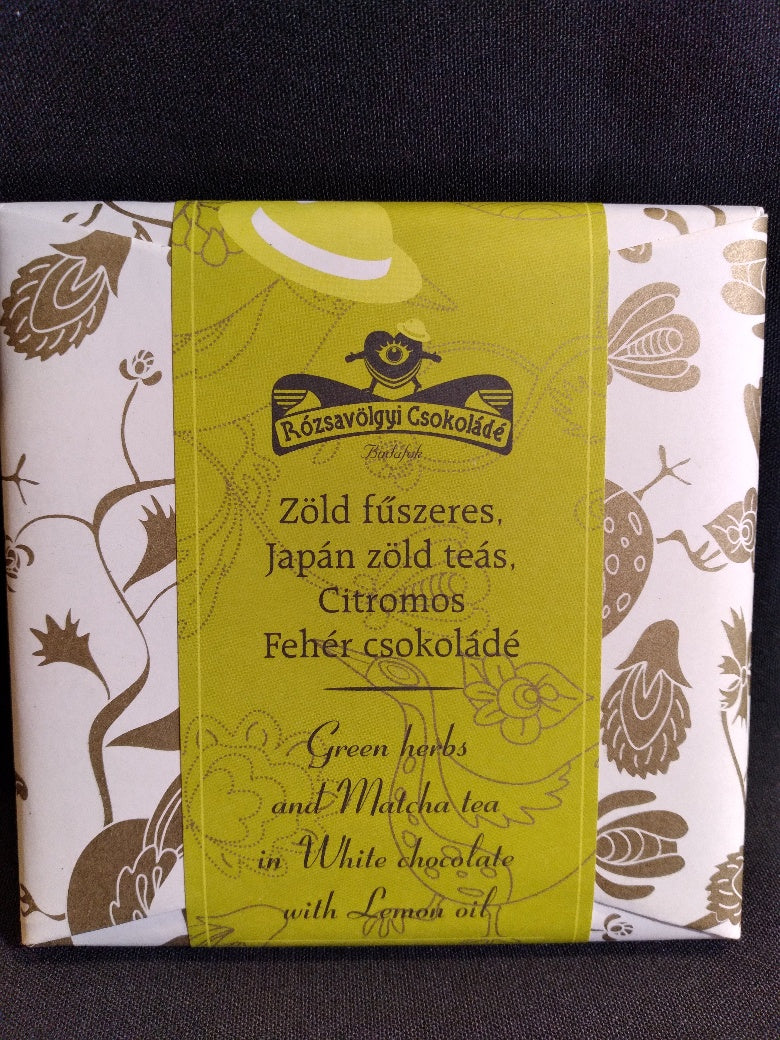 Rózsavölgyi Csokoládé
Budafok
Zöld fűszeres,
Japán zöld teás,
Citromos
Fehér csokoládé
Green herbs
and Matcha tea
in White chocolate
with Lemon oil